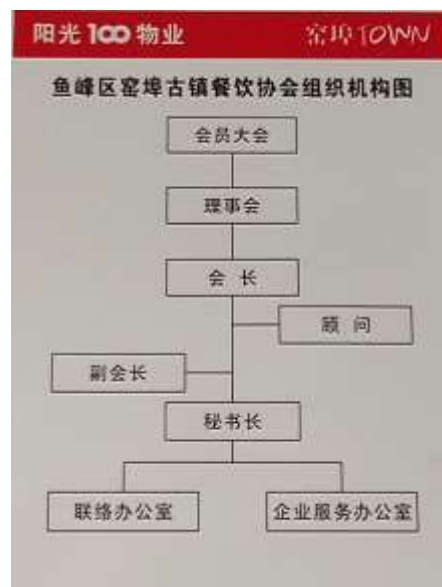 阳光100物业
窑埠TOWN
鱼峰区窑埠古镇餐饮协会组织机构图
会员大会
理事会
会 长
顾 问
副会长
秘书长
联络办公室
企业服务办公室